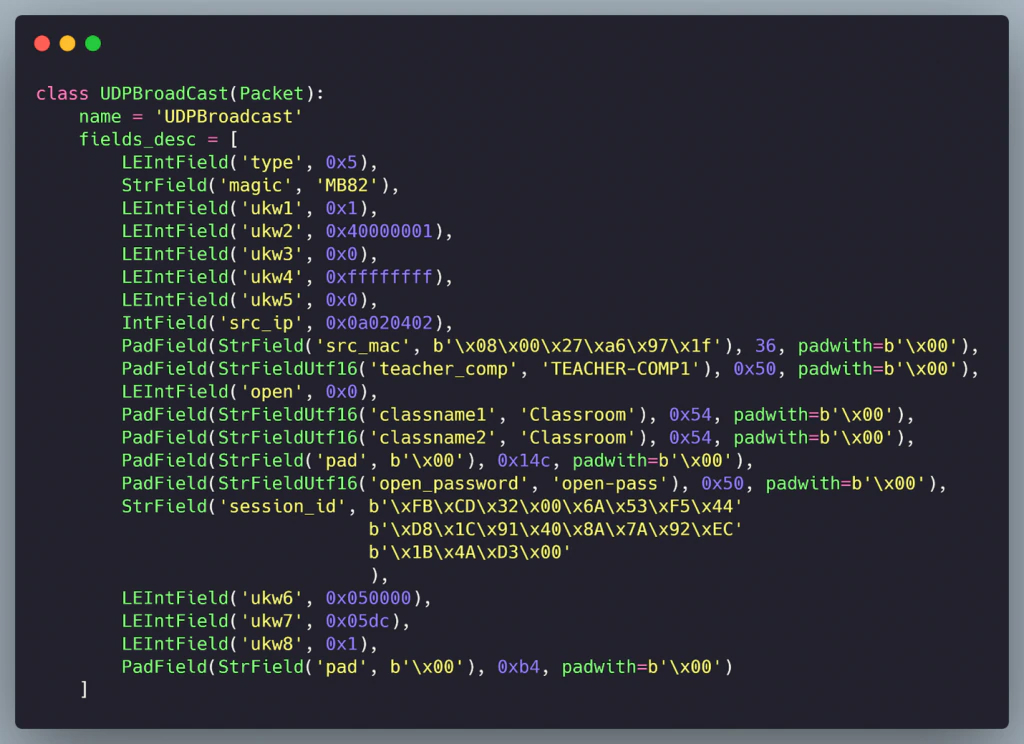 class UDPBroadCast(Packet):
    name = 'UDPBroadcast'
    fields_desc = [
        LEIntField('type', 0x5),
        StrField('magic', 'MB82'),
        LEIntField('ukw1', 0x1),
        LEIntField('ukw2', 0x40000001),
        LEIntField('ukw3', 0x0),
        LEIntField('ukw4', 0xffffffff),
        LEIntField('ukw5', 0x0),
        IntField('src_ip', 0x0a020402),
        PadField(StrField('src_mac', b'\x08\x00\x27\xa6\x97\x1f'), 36, padwith=b'\x00'),
        PadField(StrFieldUtf16('teacher_comp', 'TEACHER-COMP1'), 0x50, padwith=b'\x00'),
        LEIntField('open', 0x0),
        PadField(StrFieldUtf16('classname1', 'Classroom'), 0x54, padwith=b'\x00'),
        PadField(StrFieldUtf16('classname2', 'Classroom'), 0x54, padwith=b'\x00'),
        PadField(StrField('pad', b'\x00'), 0x14c, padwith=b'\x00'),
        PadField(StrFieldUtf16('open_password', 'open-pass'), 0x50, padwith=b'\x00'),
        StrField('session_id', b'\xFB\xCD\x32\x00\x6A\x53\xF5\x44'
                               b'\xD8\x1C\x91\x40\x8A\x7A\x92\xEC'
                               b'\x1B\x4A\xD3\x00'
                               ),
        LEIntField('ukw6', 0x050000),
        LEIntField('ukw7', 0x05dc),
        LEIntField('ukw8', 0x1),
        PadField(StrField('pad', b'\x00'), 0xb4, padwith=b'\x00')
    ]